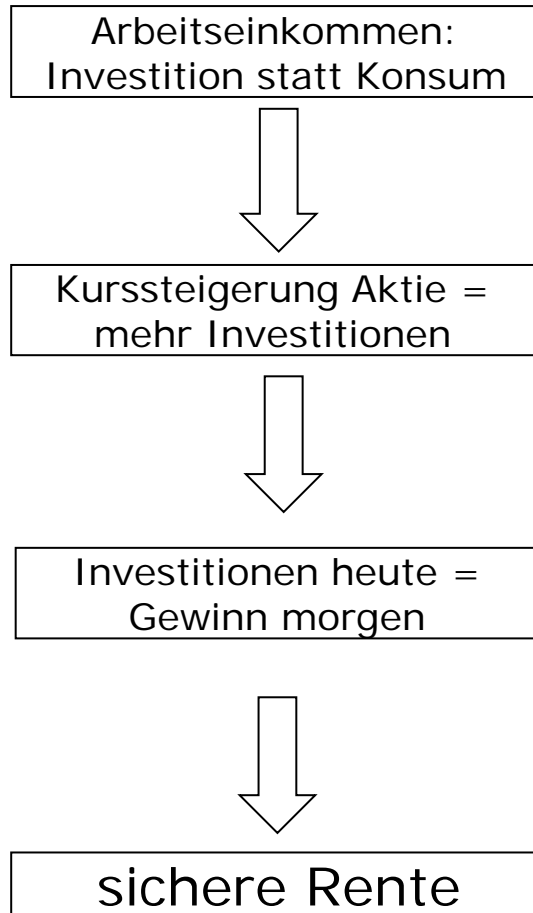 Arbeitseinkommen:
Investition statt Konsum
Kurssteigerung Aktie =
mehr Investitionen
Investitionen heute =
Gewinn morgen
sichere Rente